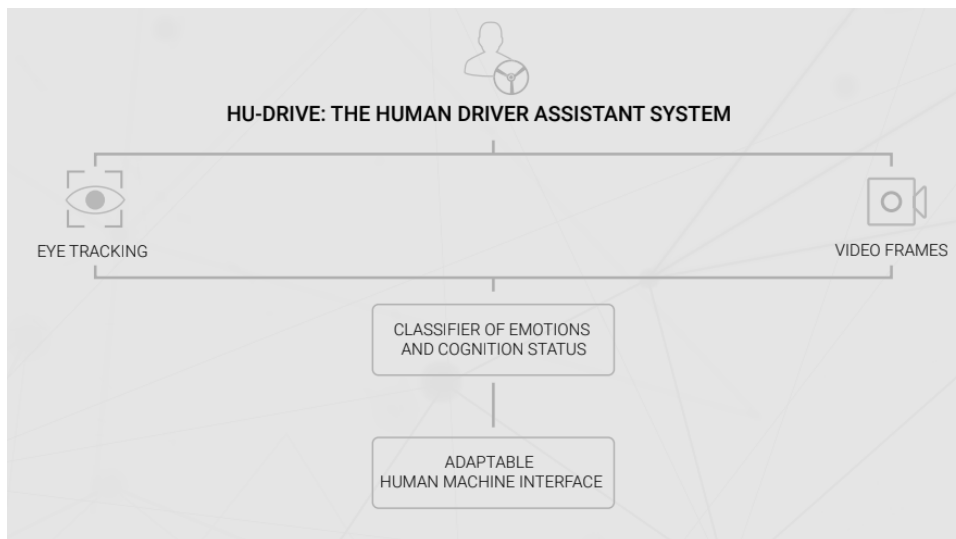 HU-DRIVE: THE HUMAN DRIVER ASSISTANT SYSTEM
EYE TRACKING
VIDEO FRAMES
CLASSIFIER OF EMOTIONS
AND COGNITION STATUS
ADAPTABLE
HUMAN MACHINE INTERFACE